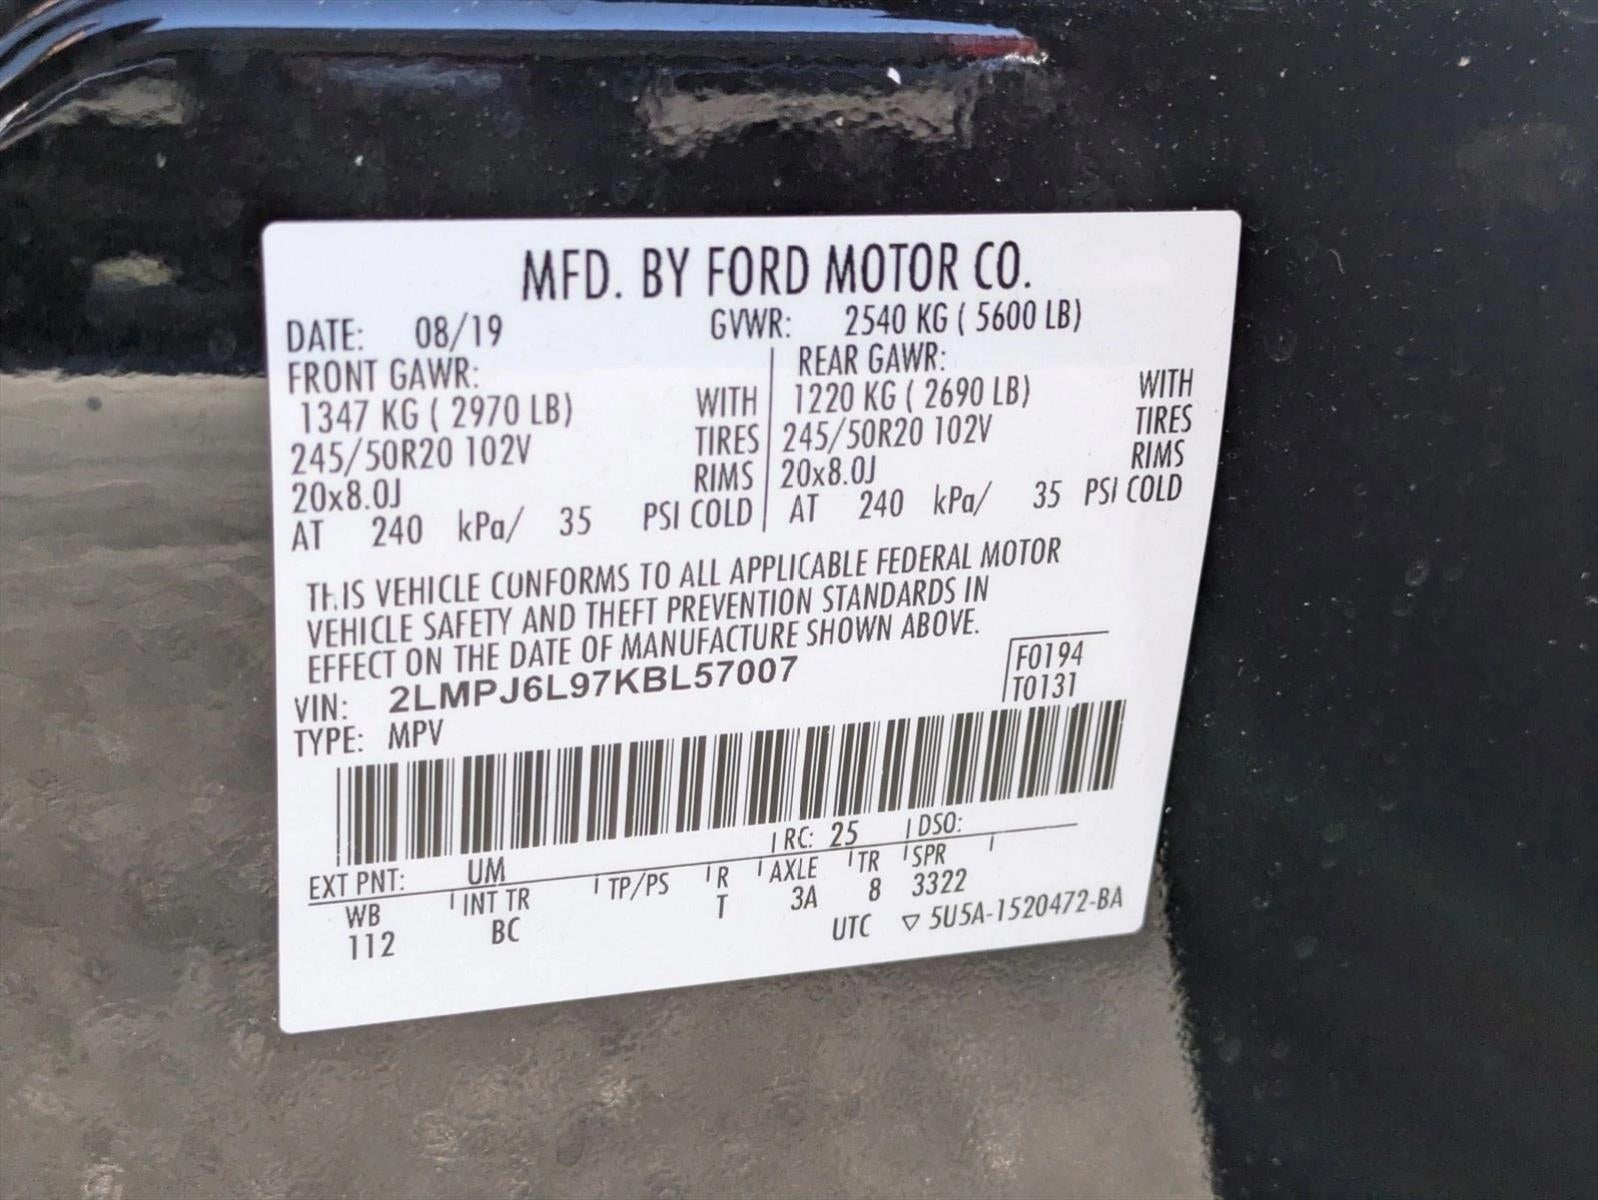 MFD. BY FORD MOTOR CO.
DATE: 08/19 GVWR: 2540 KG ( 5600 LB)
FRONT GAWR: REAR GAWR:
1347 KG ( 2970 LB) WITH 1220 KG ( 2690 LB) WITH
245/50R20 102V TIRES 245/50R20 102V TIRES
20x8.0J RIMS 20x8.0J RIMS
AT 240 kPa/ 35 PSI COLD AT 240 kPa/ 35 PSI COLD
THIS VEHICLE CONFORMS TO ALL APPLICABLE FEDERAL MOTOR
VEHICLE SAFETY AND THEFT PREVENTION STANDARDS IN
EFFECT ON THE DATE OF MANUFACTURE SHOWN ABOVE.
VIN: 2LMPJ6L97KBL57007 F0194
TYPE: MPV T0131
EXT PNT: UM RC: 25 DSO:
WB INT TR TP/PS R AXLE TR SPR
112 BC T 3A 8 3322
UTC ▽ 5U5A-1520472-BA